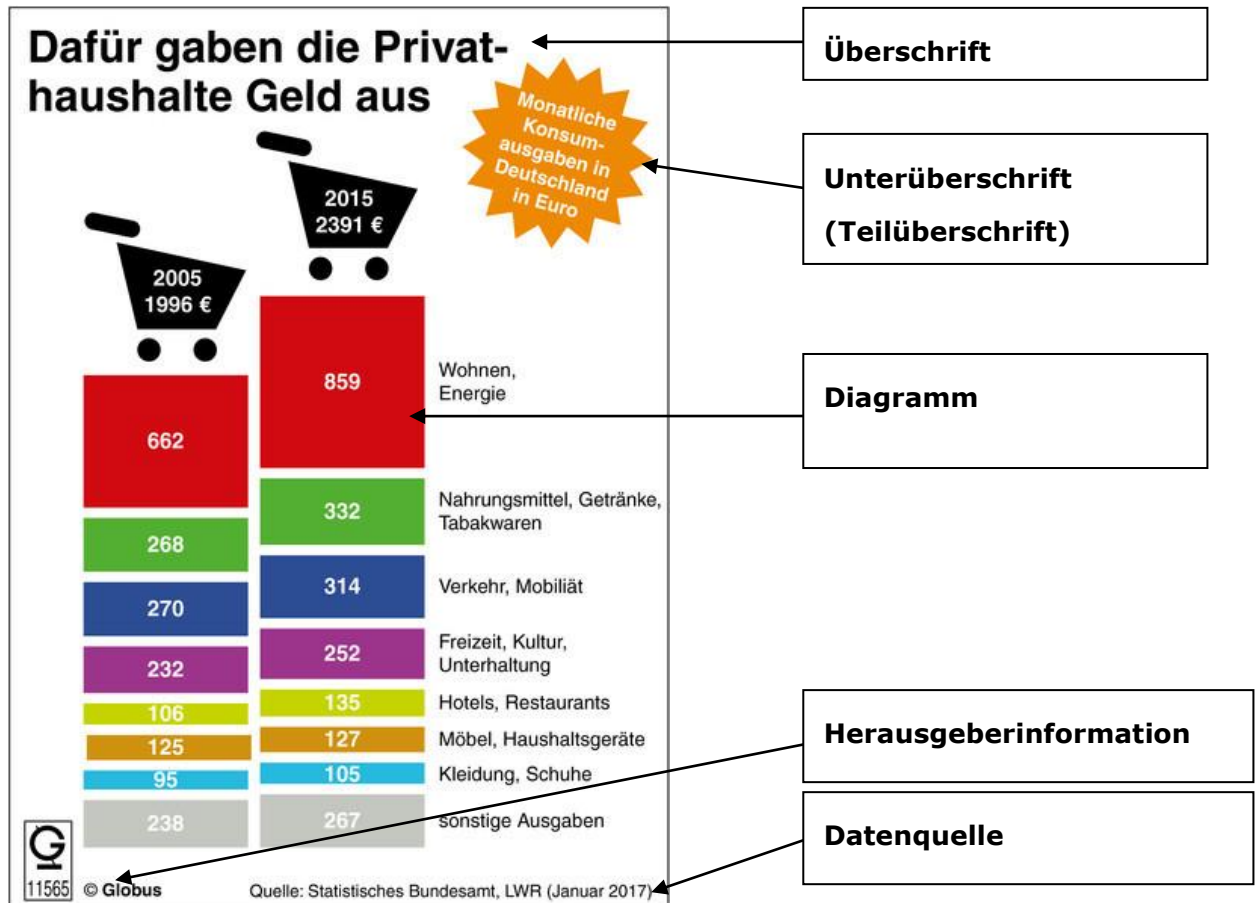 Dafür gaben die Privat-
haushalte Geld aus
Überschrift
Monatliche
Konsum-
ausgaben in
Deutschland
in Euro
Unterüberschrift
(Teilüberschrift)
2015
2391 €
2005
1996 €
859
Wohnen,
Energie
Diagramm
662
332
Nahrungsmittel, Getränke,
Tabakwaren
268
314
Verkehr, Mobiliät
270
252
Freizeit, Kultur,
Unterhaltung
232
135
Hotels, Restaurants
106
127
Möbel, Haushaltsgeräte
125
105
Kleidung, Schuhe
95
267
sonstige Ausgaben
238
Herausgeberinformation
Datenquelle
G
11565
© Globus
Quelle: Statistisches Bundesamt, LWR (Januar 2017)